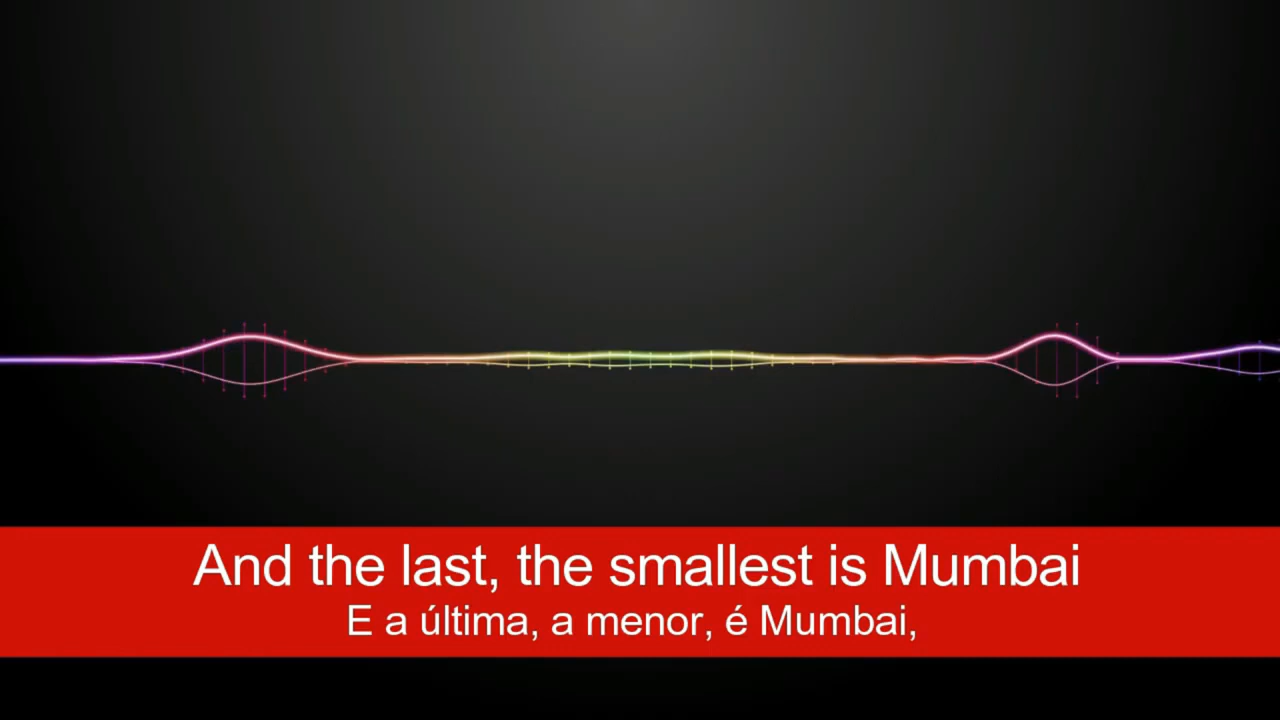 And the last, the smallest is Mumbai
E a última, a menor, é Mumbai,